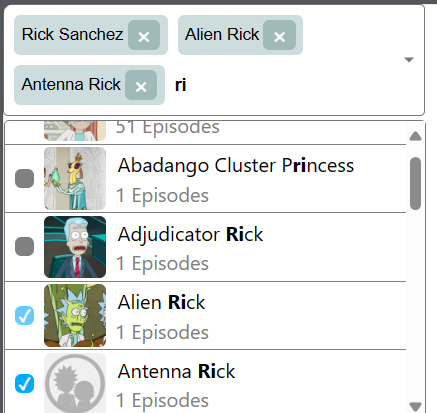 Rick Sanchez × Alien Rick ×
Antenna Rick × ri
51 Episodes
Abadango Cluster Princess
1 Episodes
Adjudicator Rick
1 Episodes
Alien Rick
1 Episodes
Antenna Rick
1 Episodes